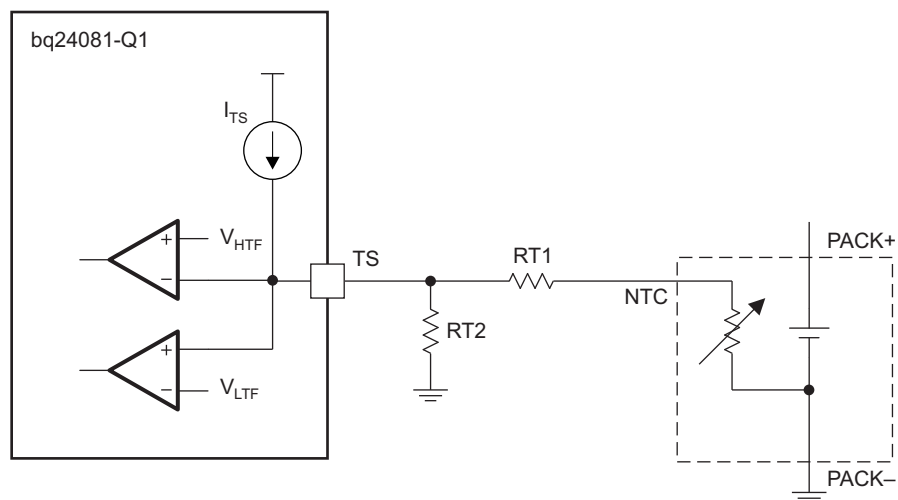 bq24081-Q1
I_TS
+
V_HTF
−
+
−
V_LTF
TS
RT1
RT2
NTC
PACK+
PACK–